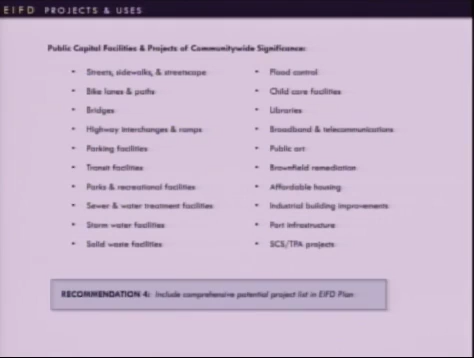 EIFD PROJECTS & USES
Public Capital Facilities & Projects of Communitywide Significance:
• Streets, sidewalks, & streetscape
• Bike lanes & paths
• Bridges
• Highway interchanges & ramps
• Parking facilities
• Transit facilities
• Parks & recreational facilities
• Sewer & water treatment facilities
• Storm water facilities
• Solid waste facilities
• Flood control
• Child care facilities
• Libraries
• Broadband & telecommunications
• Public art
• Brownfield remediation
• Affordable housing
• Industrial building improvements
• Port infrastructure
• SCS/TPA projects
RECOMMENDATION 4: Include comprehensive potential project list in EIFD Plan